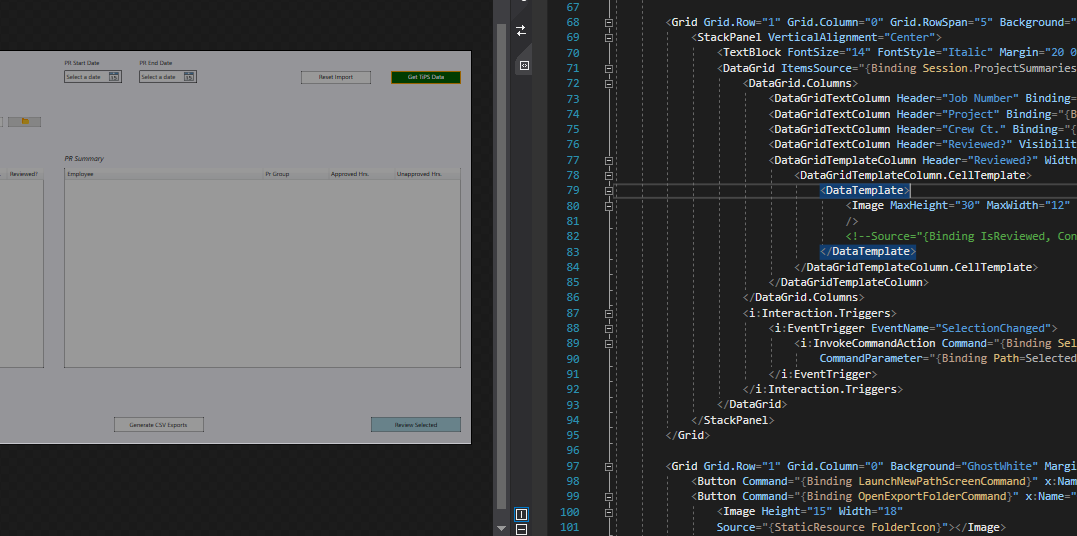 PR Start Date PR End Date
Select a date 15 Select a date 15 Reset Import Get TiPS Data
PR Summary
Reviewed? Employee Pr Group Approved Hrs. Unapproved Hrs.
Generate CSV Exports Review Selected
67
68 <Grid Grid.Row="1" Grid.Column="0" Grid.RowSpan="5" Background="
69 <StackPanel VerticalAlignment="Center">
70 <TextBlock FontSize="14" FontStyle="Italic" Margin="20 0
71 <DataGrid ItemsSource="{Binding Session.ProjectSummaries
72 <DataGrid.Columns>
73 <DataGridTextColumn Header="Job Number" Binding=
74 <DataGridTextColumn Header="Project" Binding="{B
75 <DataGridTextColumn Header="Crew Ct." Binding="{
76 <DataGridTextColumn Header="Reviewed?" Visibilit
77 <DataGridTemplateColumn Header="Reviewed?" Width
78 <DataGridTemplateColumn.CellTemplate>
79 <DataTemplate>
80 <Image MaxHeight="30" MaxWidth="12"
81 />
82 <!--Source="{Binding IsReviewed, Con
83 </DataTemplate>
84 </DataGridTemplateColumn.CellTemplate>
85 </DataGridTemplateColumn>
86 </DataGrid.Columns>
87 <i:Interaction.Triggers>
88 <i:EventTrigger EventName="SelectionChanged">
89 <i:InvokeCommandAction Command="{Binding Sel
90 CommandParameter="{Binding Path=Selected
91 </i:EventTrigger>
92 </i:Interaction.Triggers>
93 </DataGrid>
94 </StackPanel>
95 </Grid>
96
97 <Grid Grid.Row="1" Grid.Column="0" Background="GhostWhite" Margi
98 <Button Command="{Binding LaunchNewPathScreenCommand}" x:Nam
99 <Button Command="{Binding OpenExportFolderCommand}" x:Name="
100 <Image Height="15" Width="18"
101 Source="{StaticResource FolderIcon}"></Image>